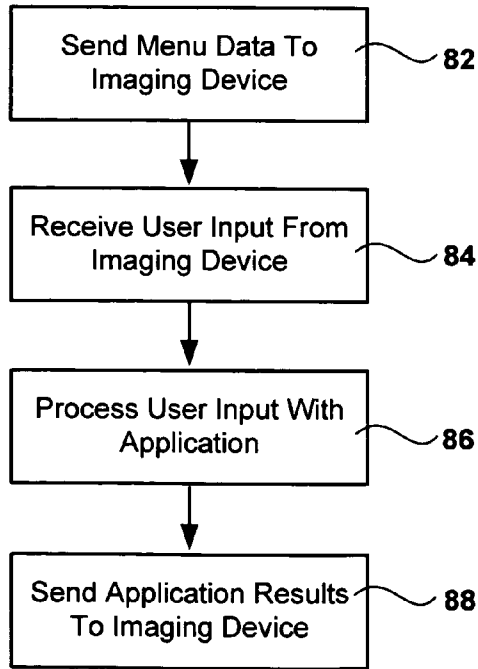 Send Menu Data To
Imaging Device
82
Receive User Input From
Imaging Device
84
Process User Input With
Application
86
Send Application Results
To Imaging Device
88